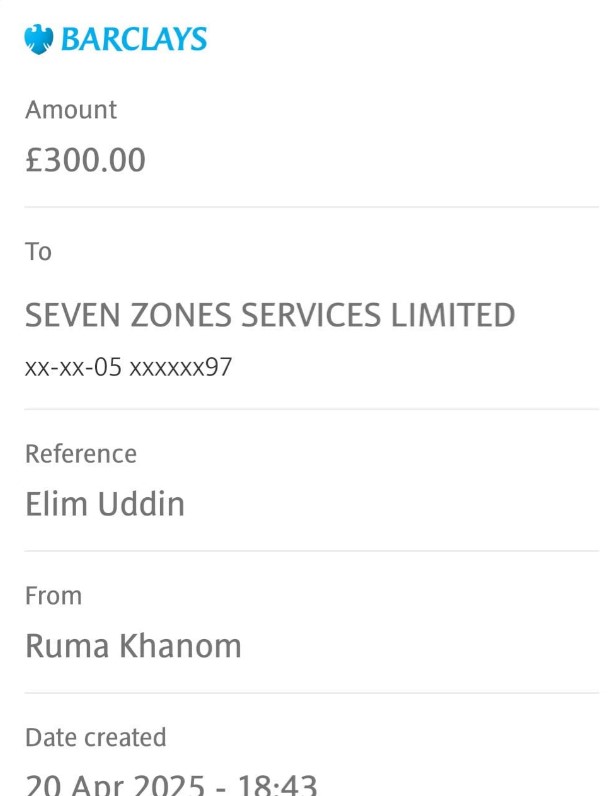 BARCLAYS
Amount
£300.00
To
SEVEN ZONES SERVICES LIMITED
xx-xx-05 xxxxxx97
Reference
Elim Uddin
From
Ruma Khanom
Date created
20 Apr 2025 - 18:43